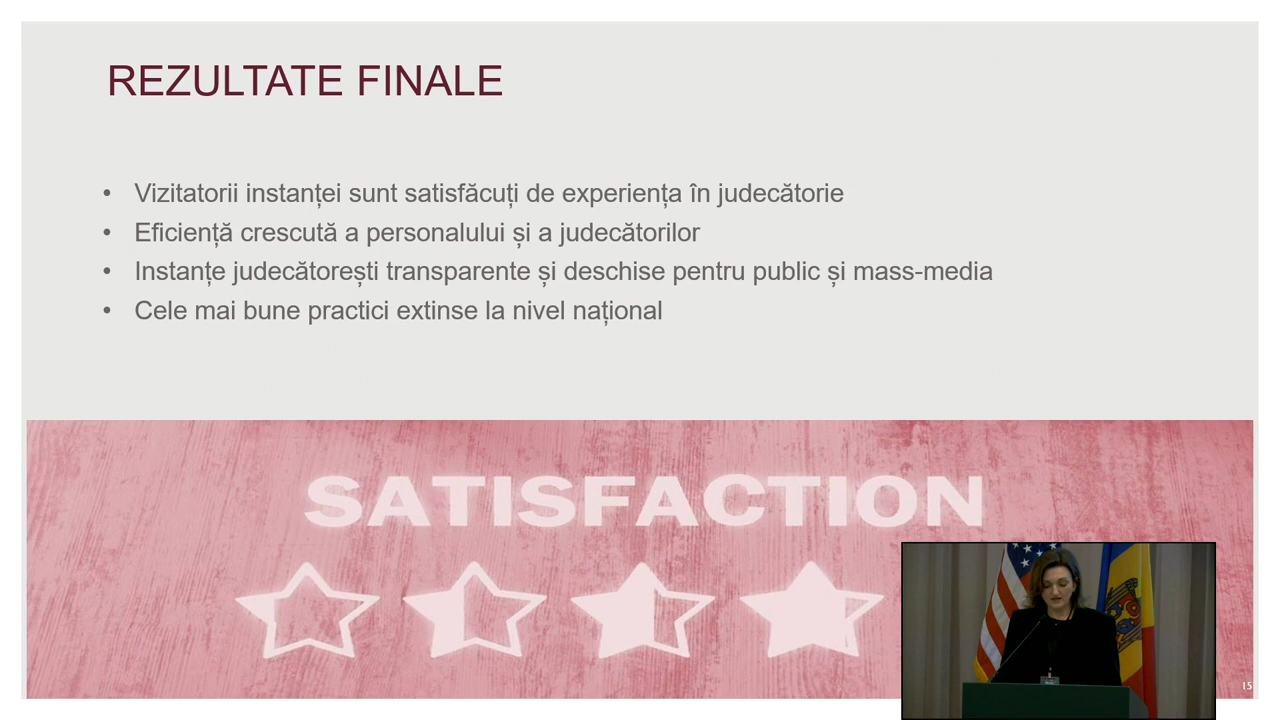 REZULTATE FINALE
• Vizitatorii instanței sunt satisfăcuți de experiența în judecătorie
• Eficiență crescută a personalului și a judecătorilor
• Instanțe judecătorești transparente și deschise pentru public și mass-media
• Cele mai bune practici extinse la nivel național
SATISFACTION
15